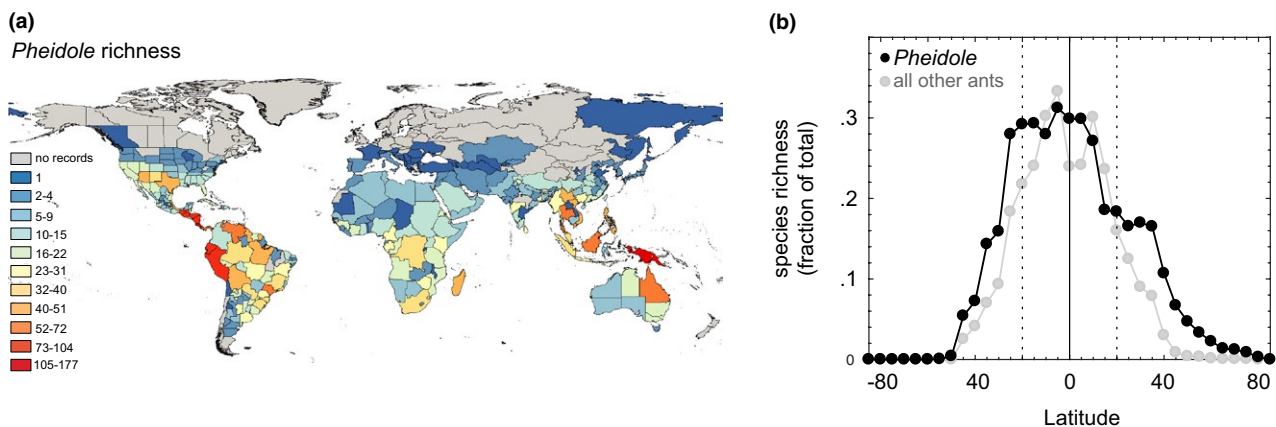 (a)
Pheidole richness
no records
1
2-4
5-9
10-15
16-22
23-31
32-40
40-51
52-72
73-104
105-177
(b)
Pheidole
all other ants
species richness
(fraction of total)
.3
.2
.1
0
-80
40
0
40
80
Latitude